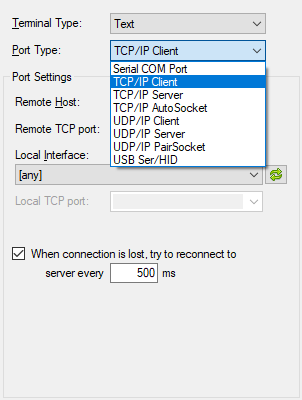 Terminal Type: Text
Port Type: TCP/IP Client
Serial COM Port
Port Settings
TCP/IP Client
TCP/IP Server
Remote Host:
TCP/IP AutoSocket
UDP/IP Client
Remote TCP port:
UDP/IP Server
UDP/IP PairSocket
Local Interface:
USB Ser/HID
[any]
Local TCP port:
When connection is lost, try to reconnect to
server every 500 ms